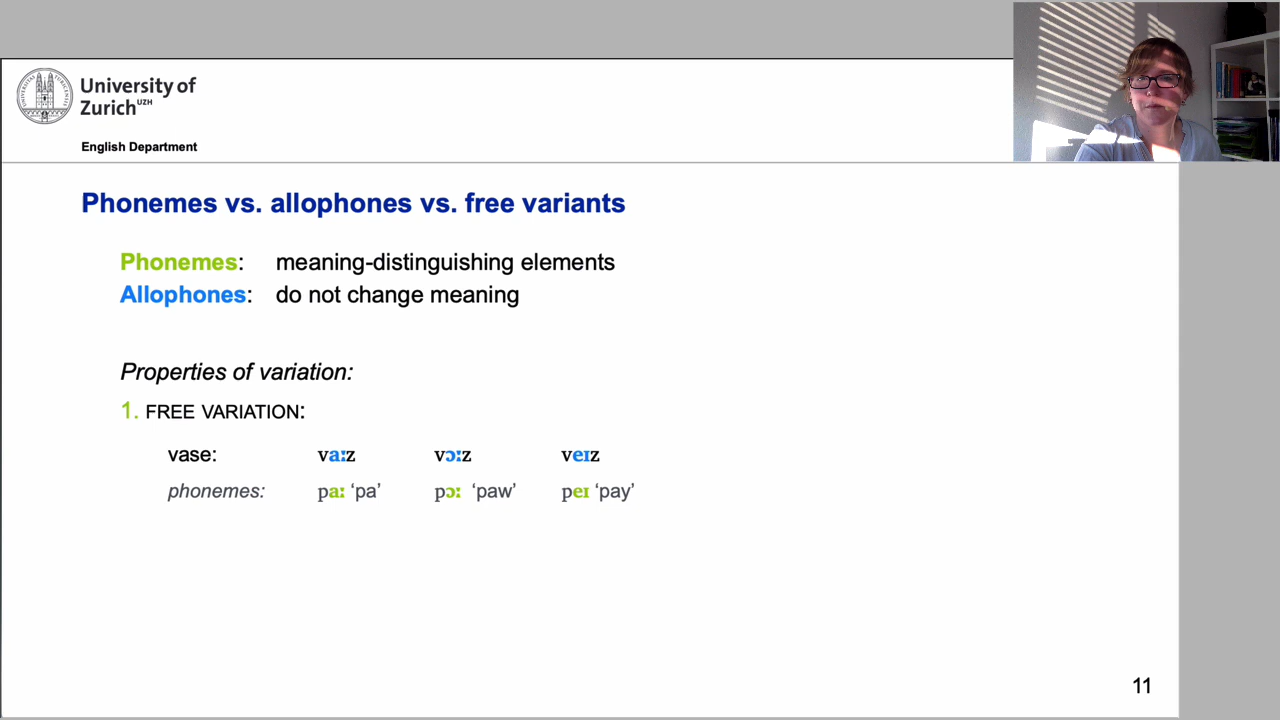 University of
Zurich UZH
English Department
Phonemes vs. allophones vs. free variants
Phonemes: meaning-distinguishing elements
Allophones: do not change meaning
Properties of variation:
1. FREE VARIATION:
vase: vaːz vɔːz veɪz
phonemes: paː ‘pa’ pɔː ‘paw’ peɪ ‘pay’
11